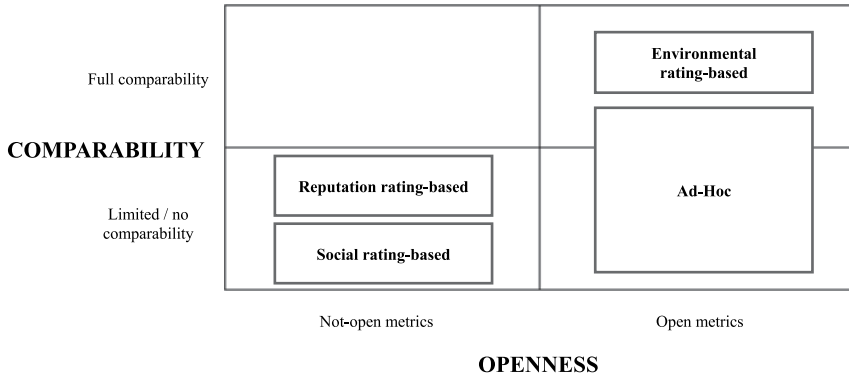 Environmental
rating-based
Full comparability
COMPARABILITY
Reputation rating-based
Ad-Hoc
Limited / no
comparability
Social rating-based
Not-open metrics
Open metrics
OPENNESS